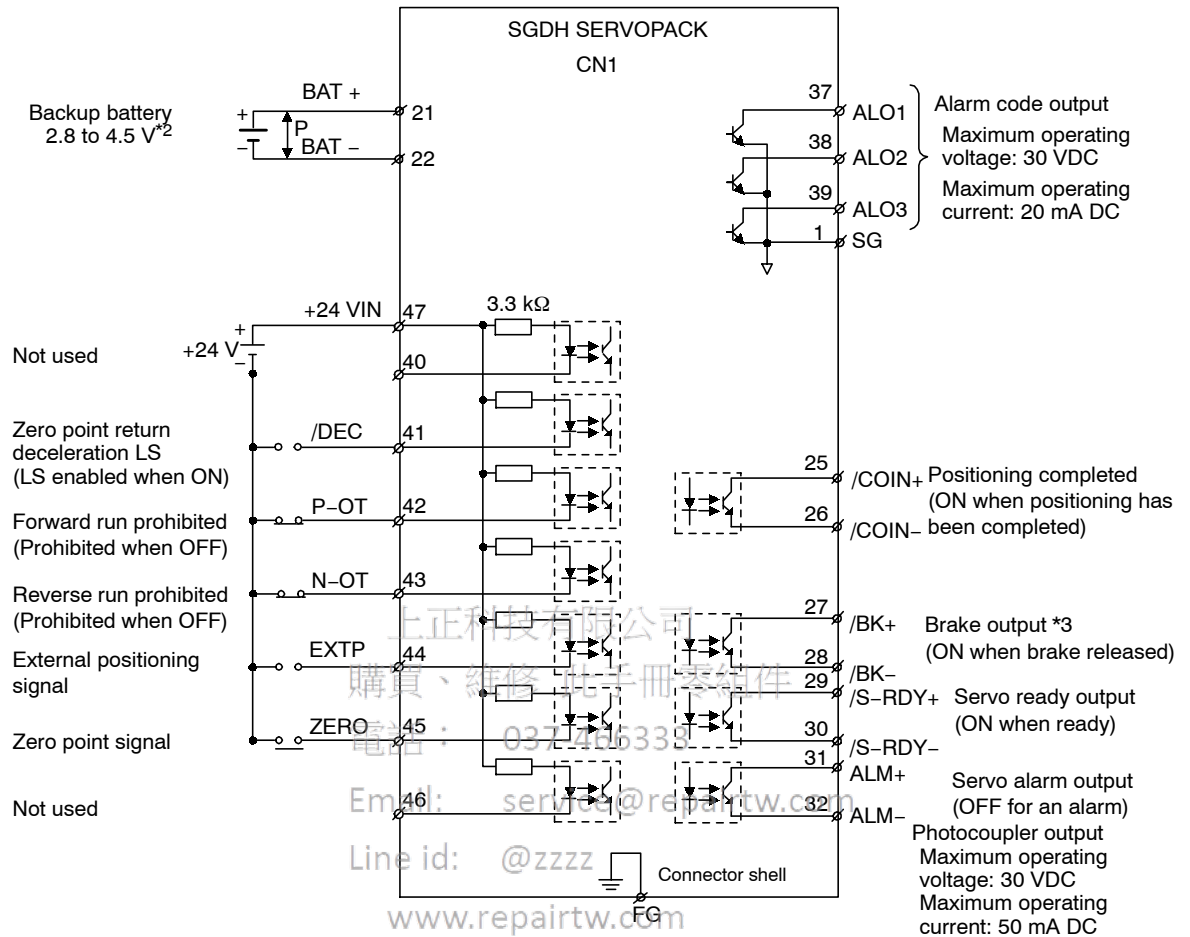 SGDH SERVOPACK
CN1
Backup battery
2.8 to 4.5 V*2
+
−
P
BAT +
21
BAT −
22
37
ALO1
38
ALO2
39
ALO3
1
SG
Alarm code output
Maximum operating
voltage: 30 VDC
Maximum operating
current: 20 mA DC
+24 VIN
47
3.3 kΩ
+
+24 V
−
Not used
40
Zero point return
deceleration LS
(LS enabled when ON)
/DEC
41
Forward run prohibited
(Prohibited when OFF)
P−OT
42
Reverse run prohibited
(Prohibited when OFF)
N−OT
43
External positioning
signal
EXTP
44
Zero point signal
ZERO
45
Not used
46
25
/COIN+
26
/COIN−
Positioning completed
(ON when positioning has
been completed)
27
/BK+
28
/BK−
Brake output *3
(ON when brake released)
29
/S−RDY+
30
/S−RDY−
Servo ready output
(ON when ready)
31
ALM+
32
ALM−
Servo alarm output
(OFF for an alarm)
Photocoupler output
Maximum operating
voltage: 30 VDC
Maximum operating
current: 50 mA DC
Connector shell
FG
上正科技有限公司
購買、維修 此手冊零組件
電話： 037-466333
Email: service@repairtw.com
Line id: @zzzz
www.repairtw.com